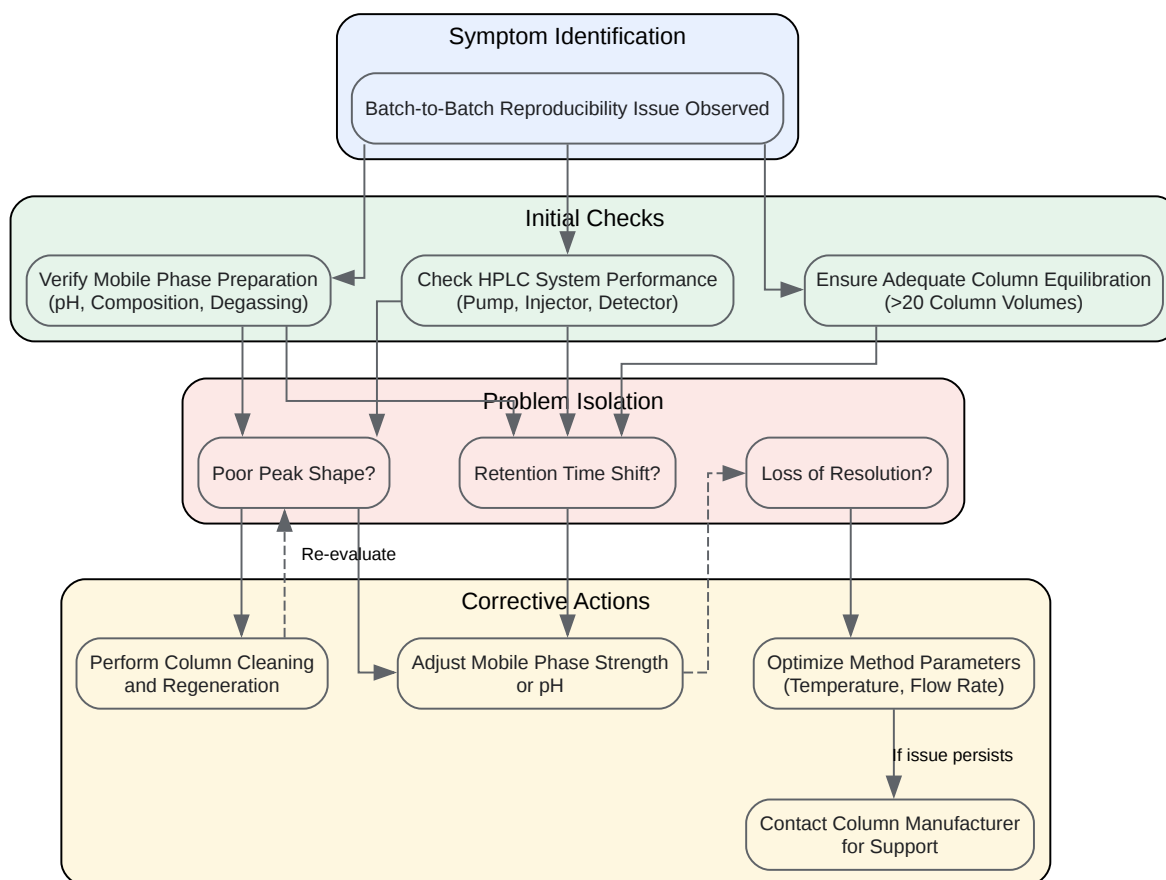 Symptom Identification
Batch-to-Batch Reproducibility Issue Observed
Initial Checks
Verify Mobile Phase Preparation
(pH, Composition, Degassing)
Check HPLC System Performance
(Pump, Injector, Detector)
Ensure Adequate Column Equilibration
(>20 Column Volumes)
Problem Isolation
Poor Peak Shape?
Retention Time Shift?
Loss of Resolution?
Re-evaluate
Corrective Actions
Perform Column Cleaning
and Regeneration
Adjust Mobile Phase Strength
or pH
Optimize Method Parameters
(Temperature, Flow Rate)
If issue persists
Contact Column Manufacturer
for Support